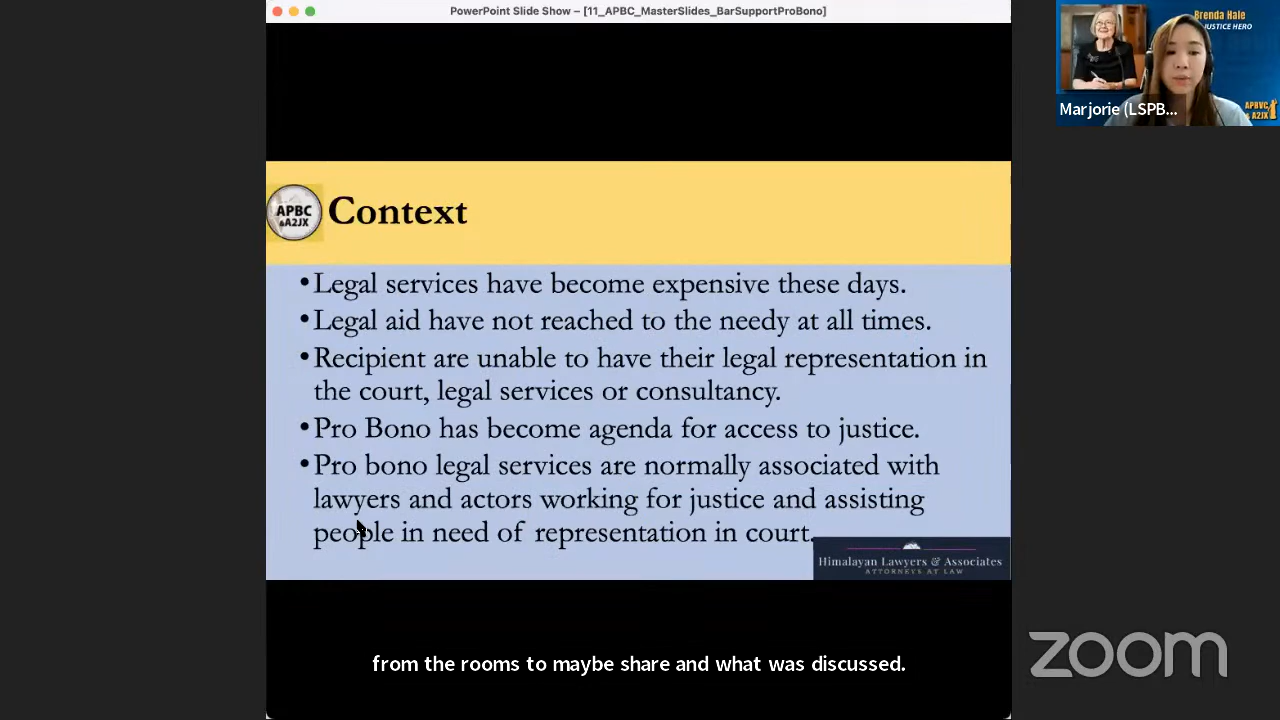 PowerPoint Slide Show – [11_APBC_MasterSlides_BarSupportProBono]
Brenda Hale
JUSTICE HERO
Marjorie (LSPB...
APHVC
& A2JX
APBC
&A2JX
Context
•Legal services have become expensive these days.
•Legal aid have not reached to the needy at all times.
•Recipient are unable to have their legal representation in
the court, legal services or consultancy.
•Pro Bono has become agenda for access to justice.
•Pro bono legal services are normally associated with
lawyers and actors working for justice and assisting
people in need of representation in court.
Himalayan Lawyers & Associates
ATTORNEYS AT LAW
from the rooms to maybe share and what was discussed.
zoom